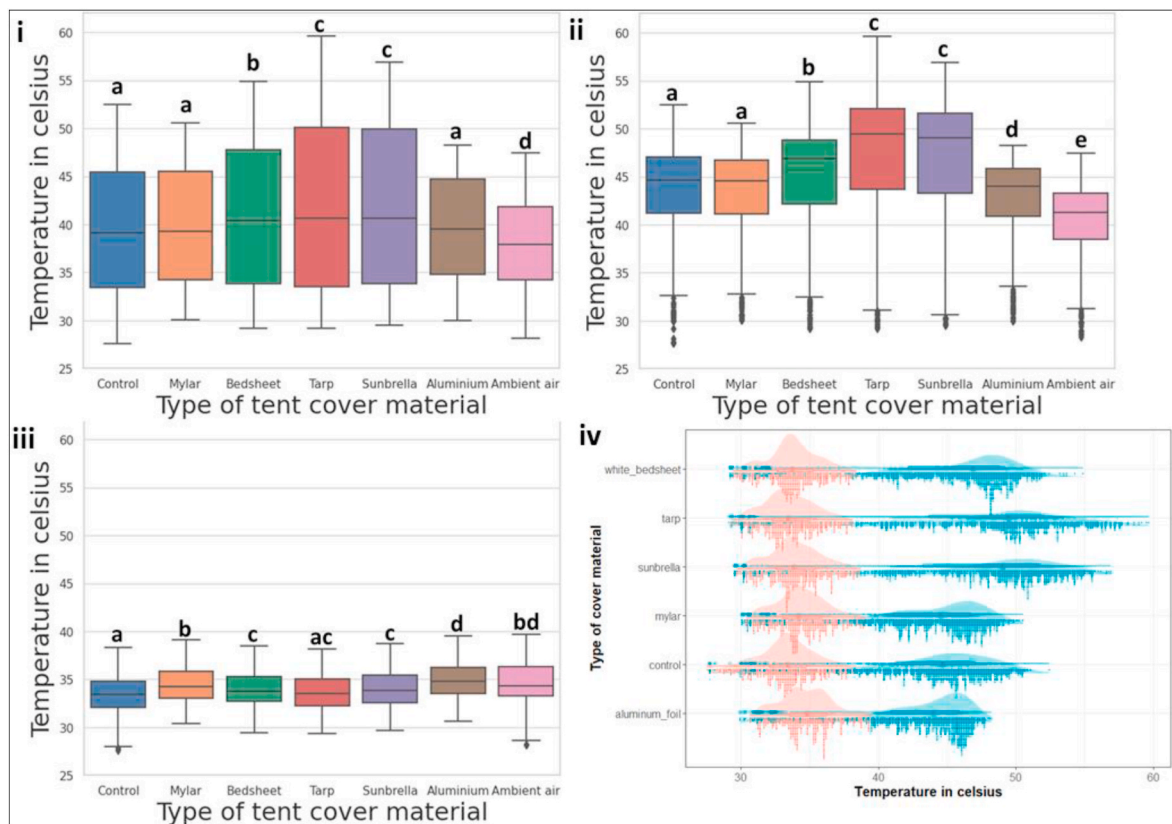 i
Temperature in celsius
60
55
50
45
40
35
30
25
a
a
b
c
c
a
d
Control Mylar Bedsheet Tarp Sunbrella Aluminium Ambient air
Type of tent cover material
ii
Temperature in celsius
60
55
50
45
40
35
30
25
a
a
b
c
c
d
e
Control Mylar Bedsheet Tarp Sunbrella Aluminium Ambient air
Type of tent cover material
iii
Temperature in celsius
60
55
50
45
40
35
30
25
a
b
c
ac
c
d
bd
Control Mylar Bedsheet Tarp Sunbrella Aluminium Ambient air
Type of tent cover material
iv
Type of cover material
white_bedsheet
tarp
sunbrella
mylar
control
aluminum_foil
30 40 50 60
Temperature in celsius